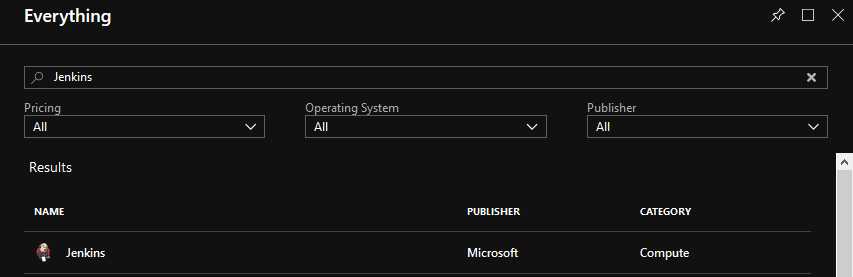 Everything
Jenkins
Pricing Operating System Publisher
All All All
Results
NAME PUBLISHER CATEGORY
Jenkins Microsoft Compute